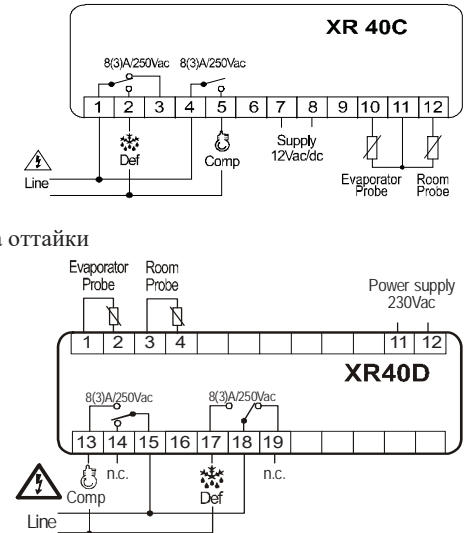 XR 40C
8(3)A/250Vac 8(3)A/250Vac
1 2 3 4 5 6 7 8 9 10 11 12
Def
Comp
Supply
12Vac/dc
Evaporator
Probe
Room
Probe
Line
оттайки
Evaporator
Probe
Room
Probe
Power supply
230Vac
1 2 3 4 11 12
XR40D
8(3)A/250Vac 8(3)A/250Vac
13 14 15 16 17 18 19
n.c. n.c.
Comp Def
Line